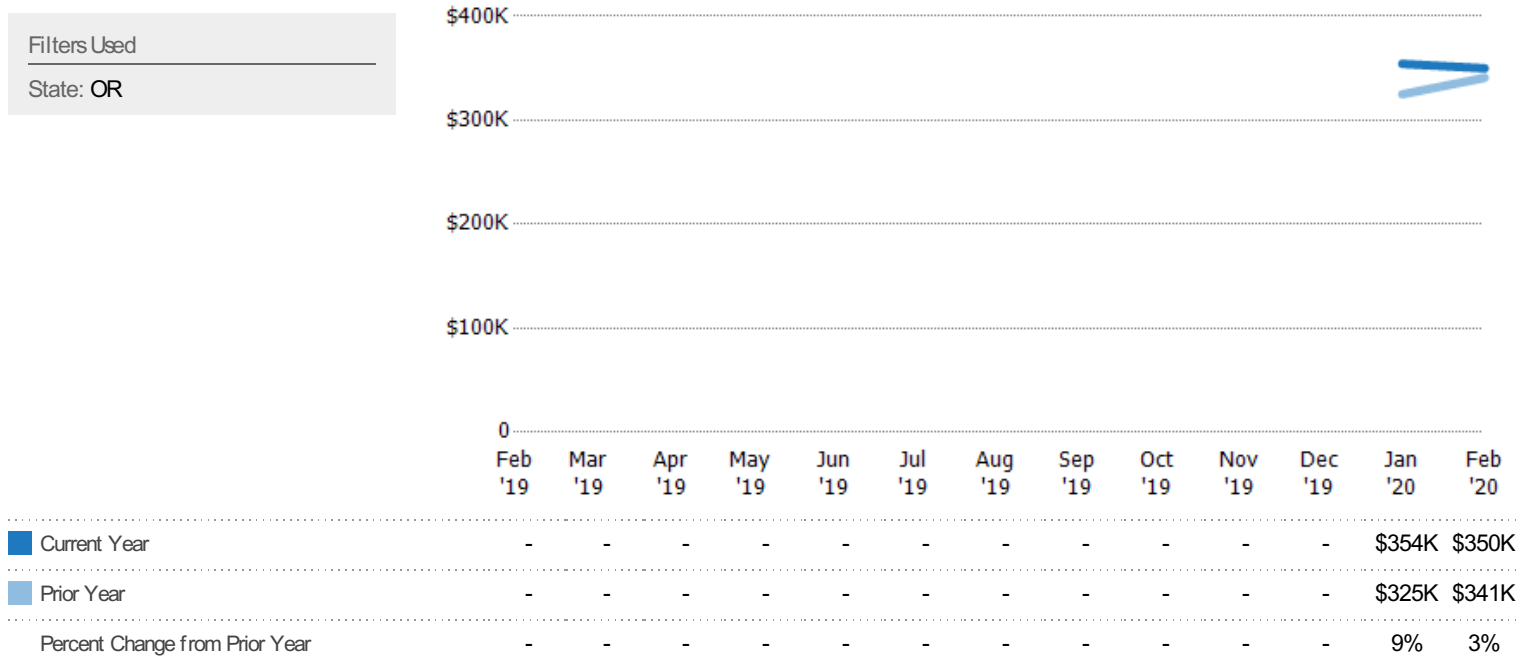 Filters Used
State: OR
$400K
$300K
$200K
$100K
0
Feb '19 Mar '19 Apr '19 May '19 Jun '19 Jul '19 Aug '19 Sep '19 Oct '19 Nov '19 Dec '19 Jan '20 Feb '20
Current Year - - - - - - - - - - - $354K $350K
Prior Year - - - - - - - - - - - $325K $341K
Percent Change from Prior Year - - - - - - - - - - - 9% 3%